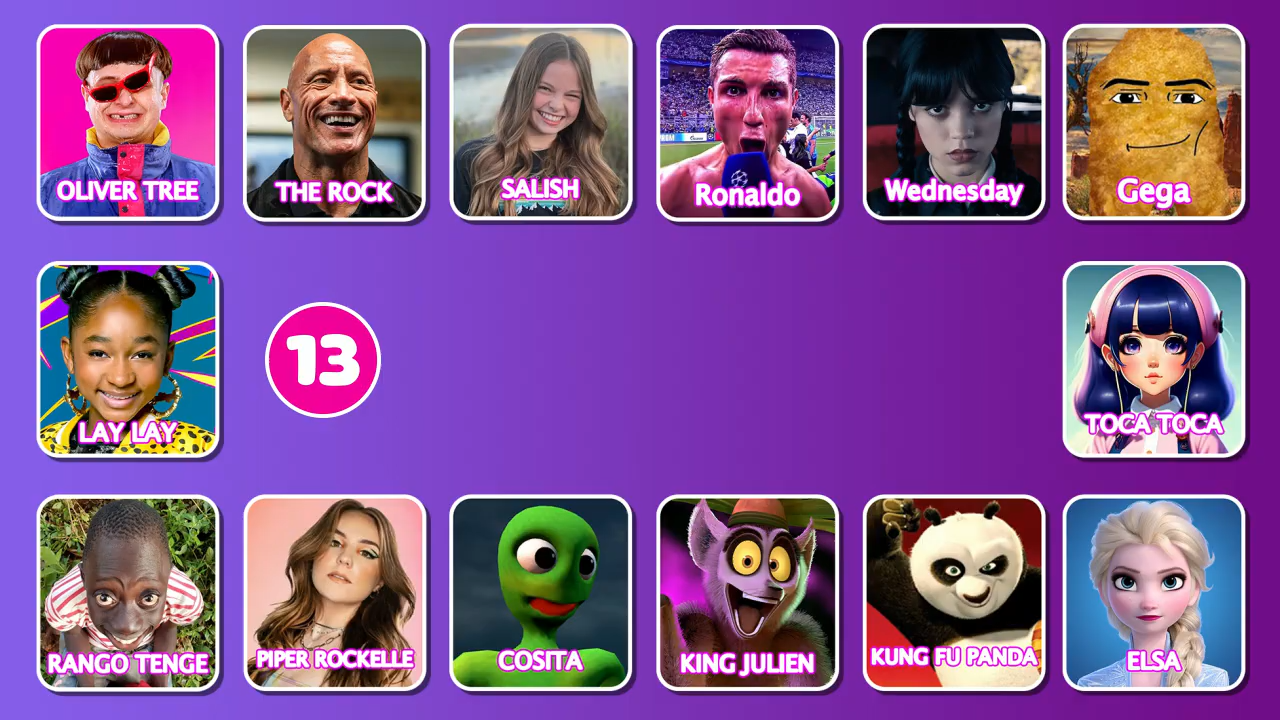 OLIVER TREE
THE ROCK
SALISH
Ronaldo
Wednesday
Gega
LAY LAY
13
TOCA TOCA
RANGO TENGE
PIPER ROCKELLE
COSITA
KING JULIEN
KUNG FU PANDA
ELSA